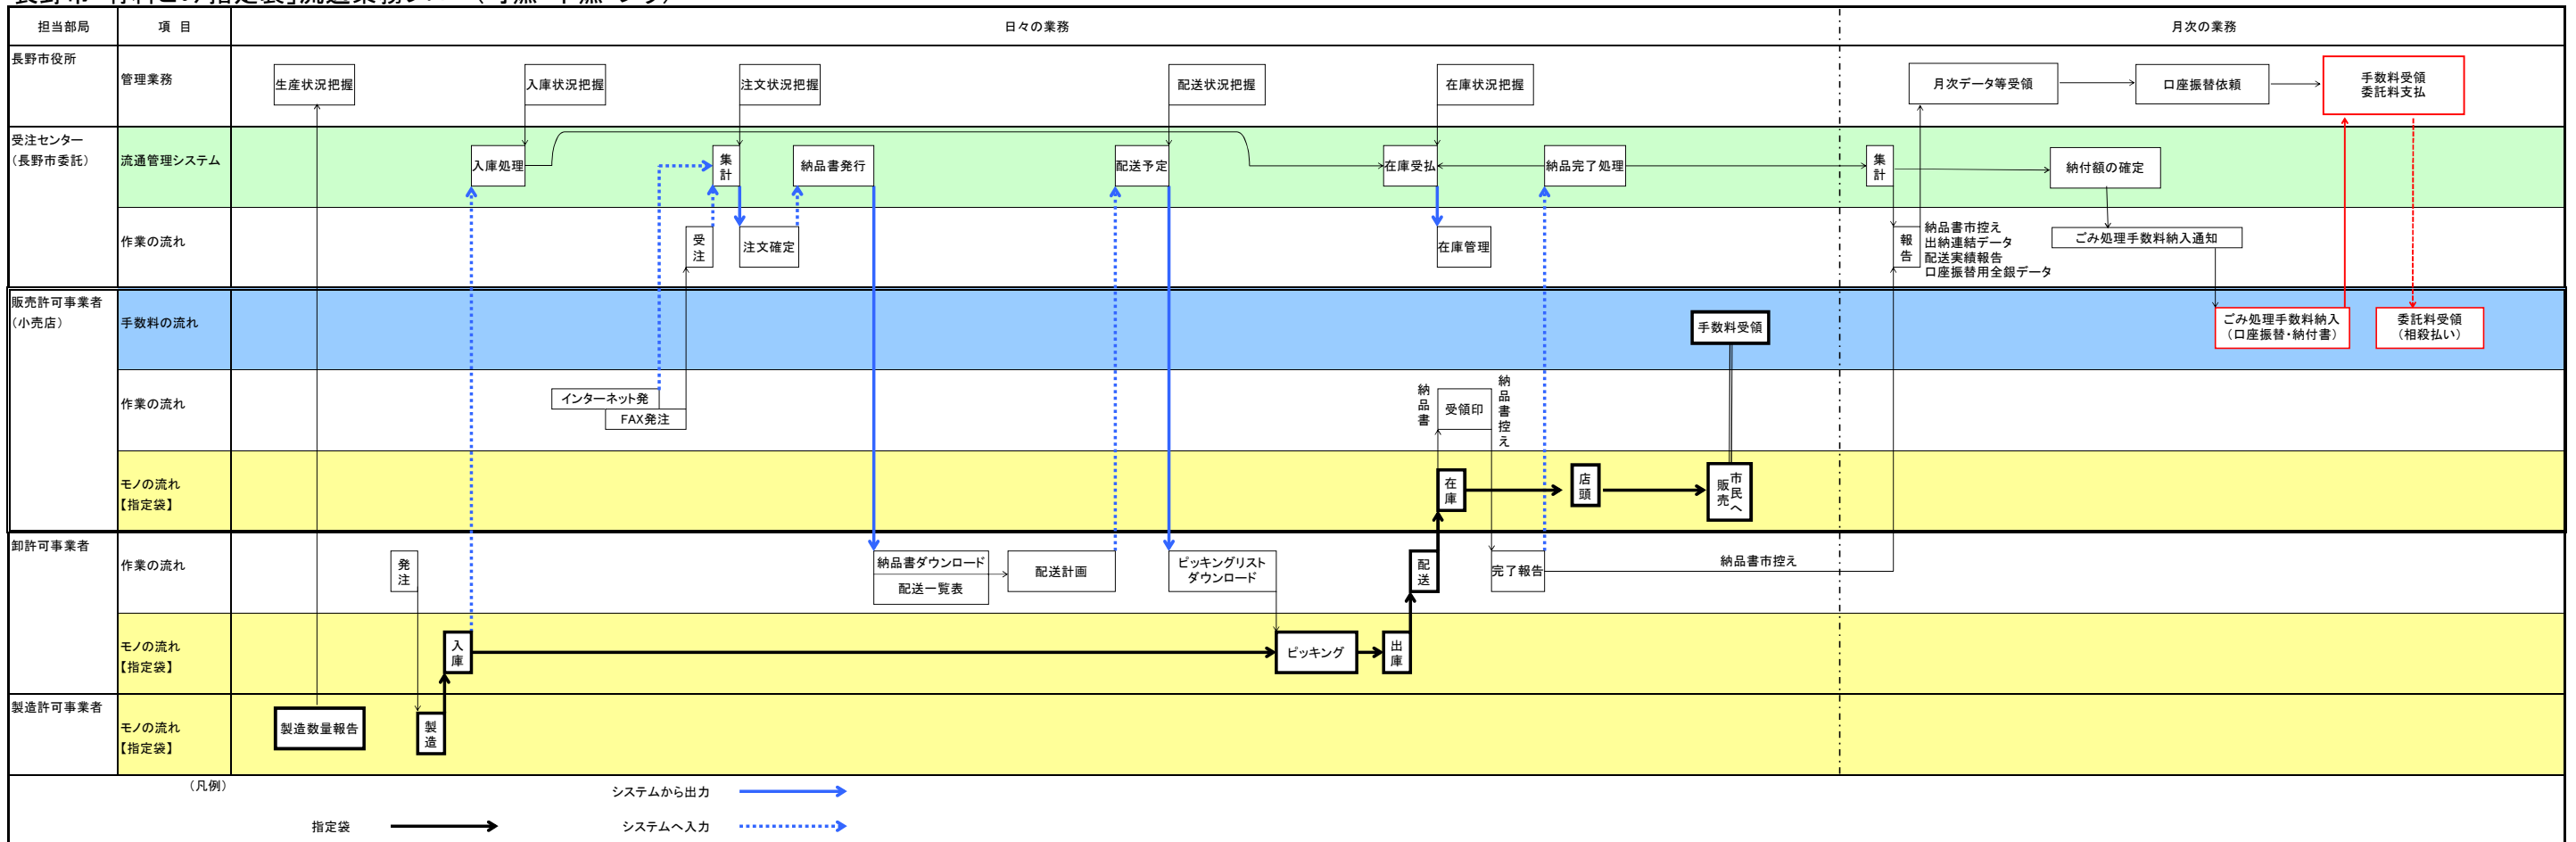 担当部局
項 目
日々の業務
月次の業務
長野市役所
管理業務
生産状況把握
入庫状況把握
注文状況把握
配送状況把握
在庫状況把握
月次データ等受領
口座振替依頼
手数料受領
委託料支払
受注センター
（長野市委託）
流通管理システム
入庫処理
集計
納品書発行
配送予定
在庫受払
納品完了処理
集計
納付額の確定
作業の流れ
受注
注文確定
在庫管理
報告
納品書市控え
出納連結データ
配送実績報告
口座振替用全銀データ
ごみ処理手数料納入通知
販売許可事業者
（小売店）
手数料の流れ
手数料受領
ごみ処理手数料納入
（口座振替・納付書）
委託料受領
（相殺払い）
作業の流れ
インターネット発
FAX発注
納品書
受領印
納品書控え
モノの流れ
【指定袋】
在庫
店頭
市民へ
販売
卸許可事業者
作業の流れ
発注
納品書ダウンロード
配送一覧表
配送計画
ピッキングリスト
ダウンロード
配送
完了報告
納品書市控え
モノの流れ
【指定袋】
入庫
ピッキング
出庫
製造許可事業者
モノの流れ
【指定袋】
製造数量報告
製造
（凡例）
システムから出力
指定袋
システムへ入力